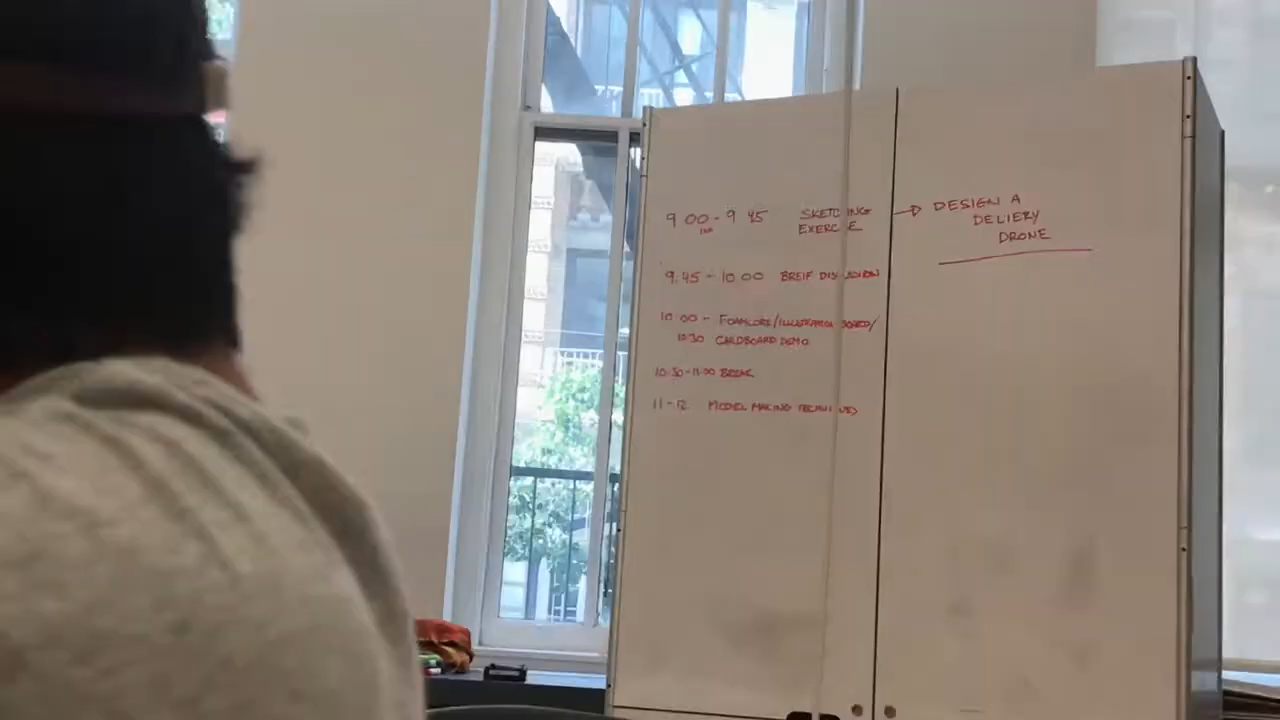 9 00 - 9 45 SKETCHING → DESIGN A
EXERCISE DELIERY
DRONE
9:45 - 10 00 BREIF DISCUSSION
10:00 - FOAMCORE/ILLUSTRATION BOARD/
10:30 CARDBOARD DEMO
10:30-11:00 BREAK
11-12 MODEL MAKING TECHNIQUES